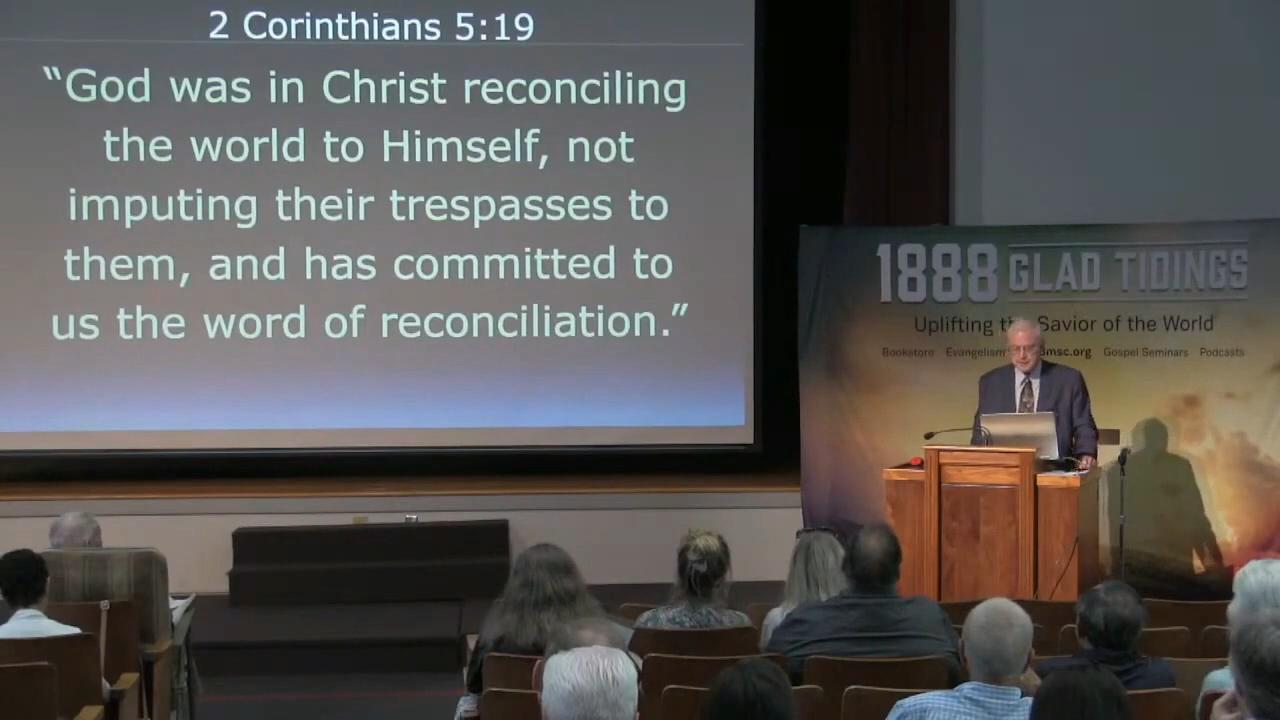 2 Corinthians 5:19
“God was in Christ reconciling
the world to Himself, not
imputing their trespasses to
them, and has committed to
us the word of reconciliation.”
1888 GLAD TIDINGS
Uplifting Savior of the World
Bookstore Evangelism msc.org Gospel Seminars Podcasts